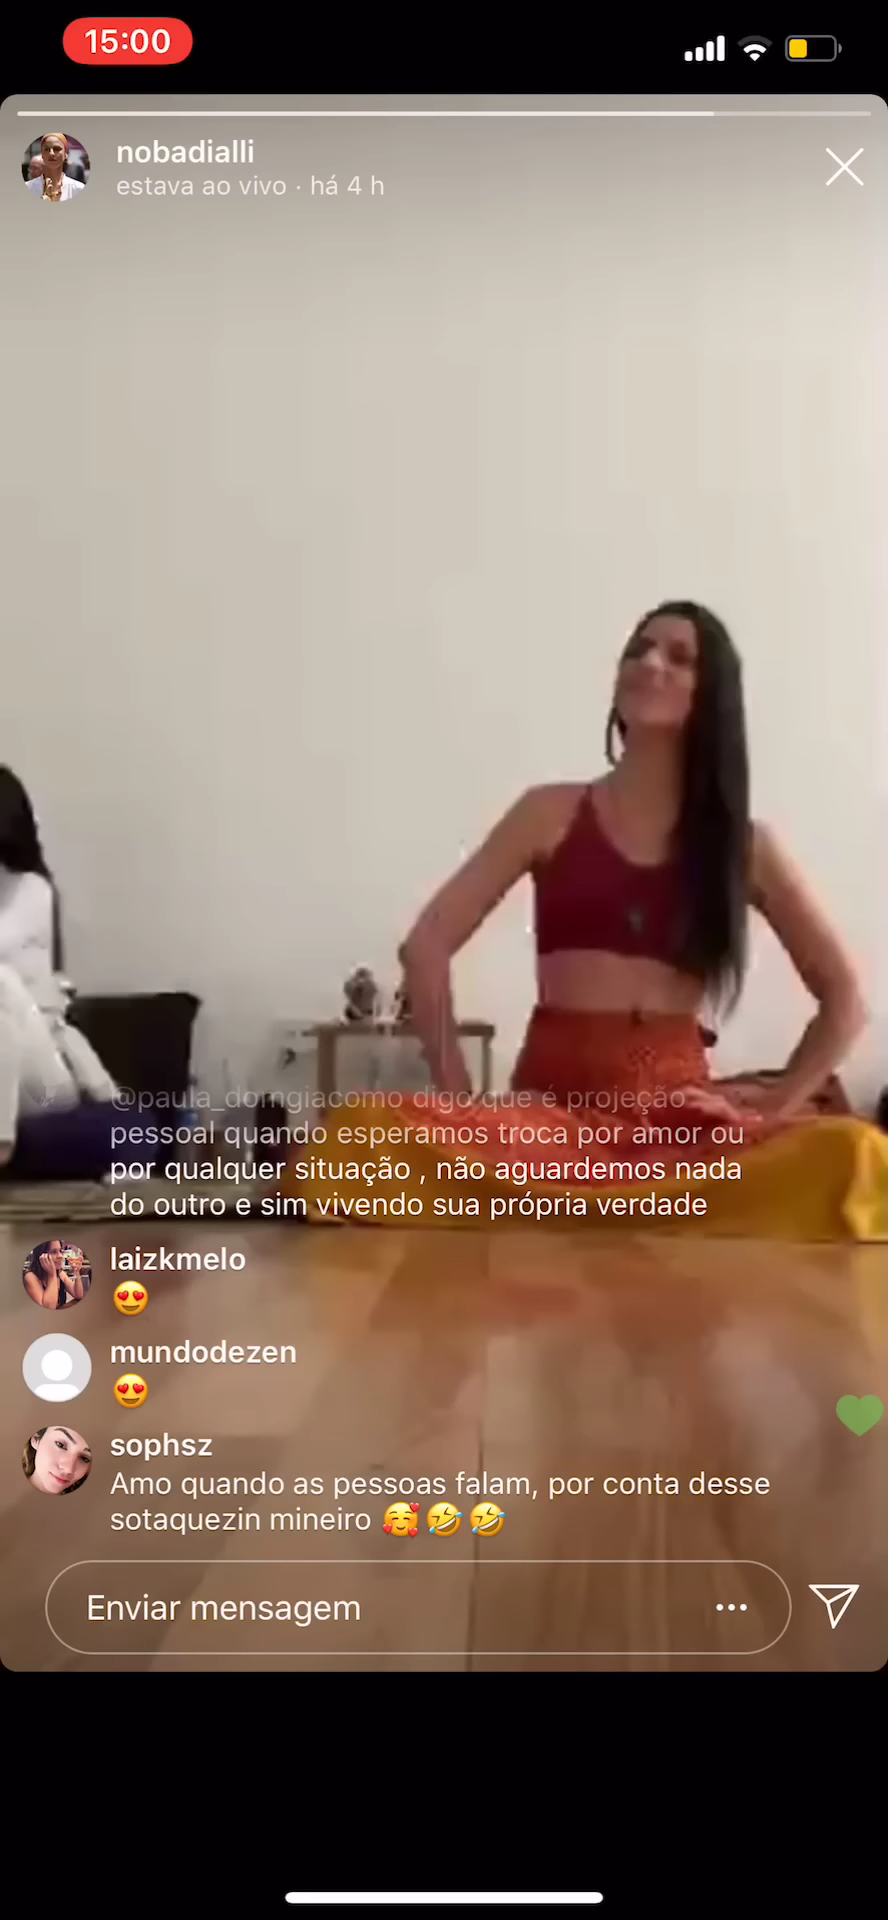 15:00
nobadialli
estava ao vivo · há 4 h
@paula_domgiacomo digo que é projeção
pessoal quando esperamos troca por amor ou
por qualquer situação , não aguardemos nada
do outro e sim vivendo sua própria verdade
laizkmelo
😍
mundodezen
😍
sophsz
Amo quando as pessoas falam, por conta desse
sotaquezin mineiro 🥰🤣🤣
Enviar mensagem